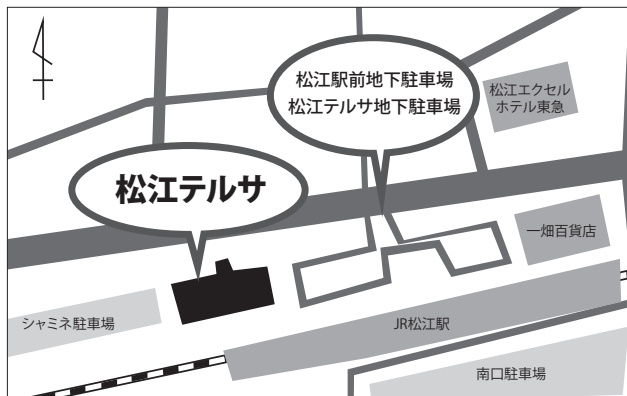 松江駅前地下駐車場
松江テルサ地下駐車場
松江エクセル
ホテル東急
松江テルサ
一畑百貨店
シャミネ駐車場
JR松江駅
南口駐車場